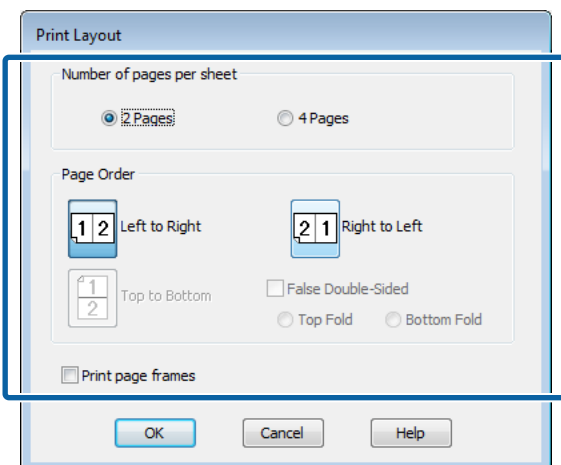 Print Layout
Number of pages per sheet
2 Pages 4 Pages
Page Order
1 2 Left to Right 2 1 Right to Left
1
2
Top to Bottom False Double-Sided
Top Fold Bottom Fold
Print page frames
OK Cancel Help